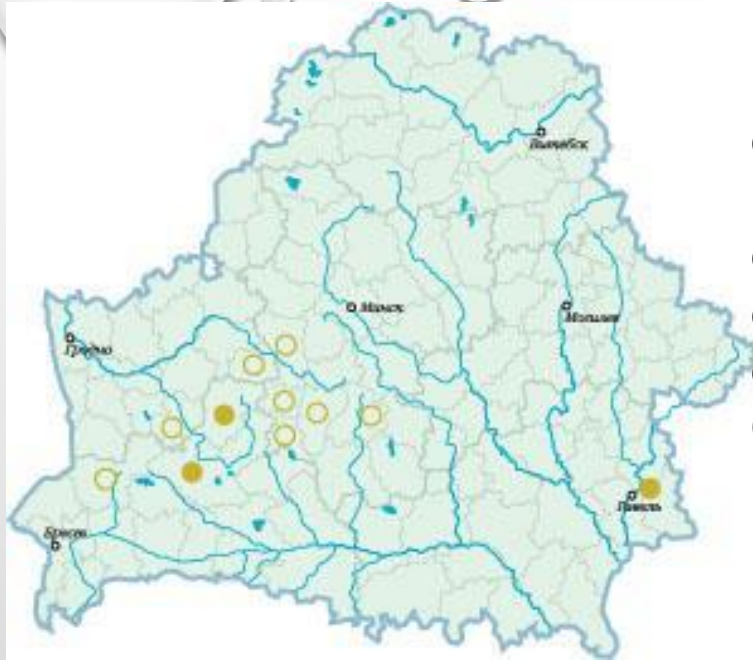 Витебск
Минск
Могилев
Гродно
Гомель
Брест